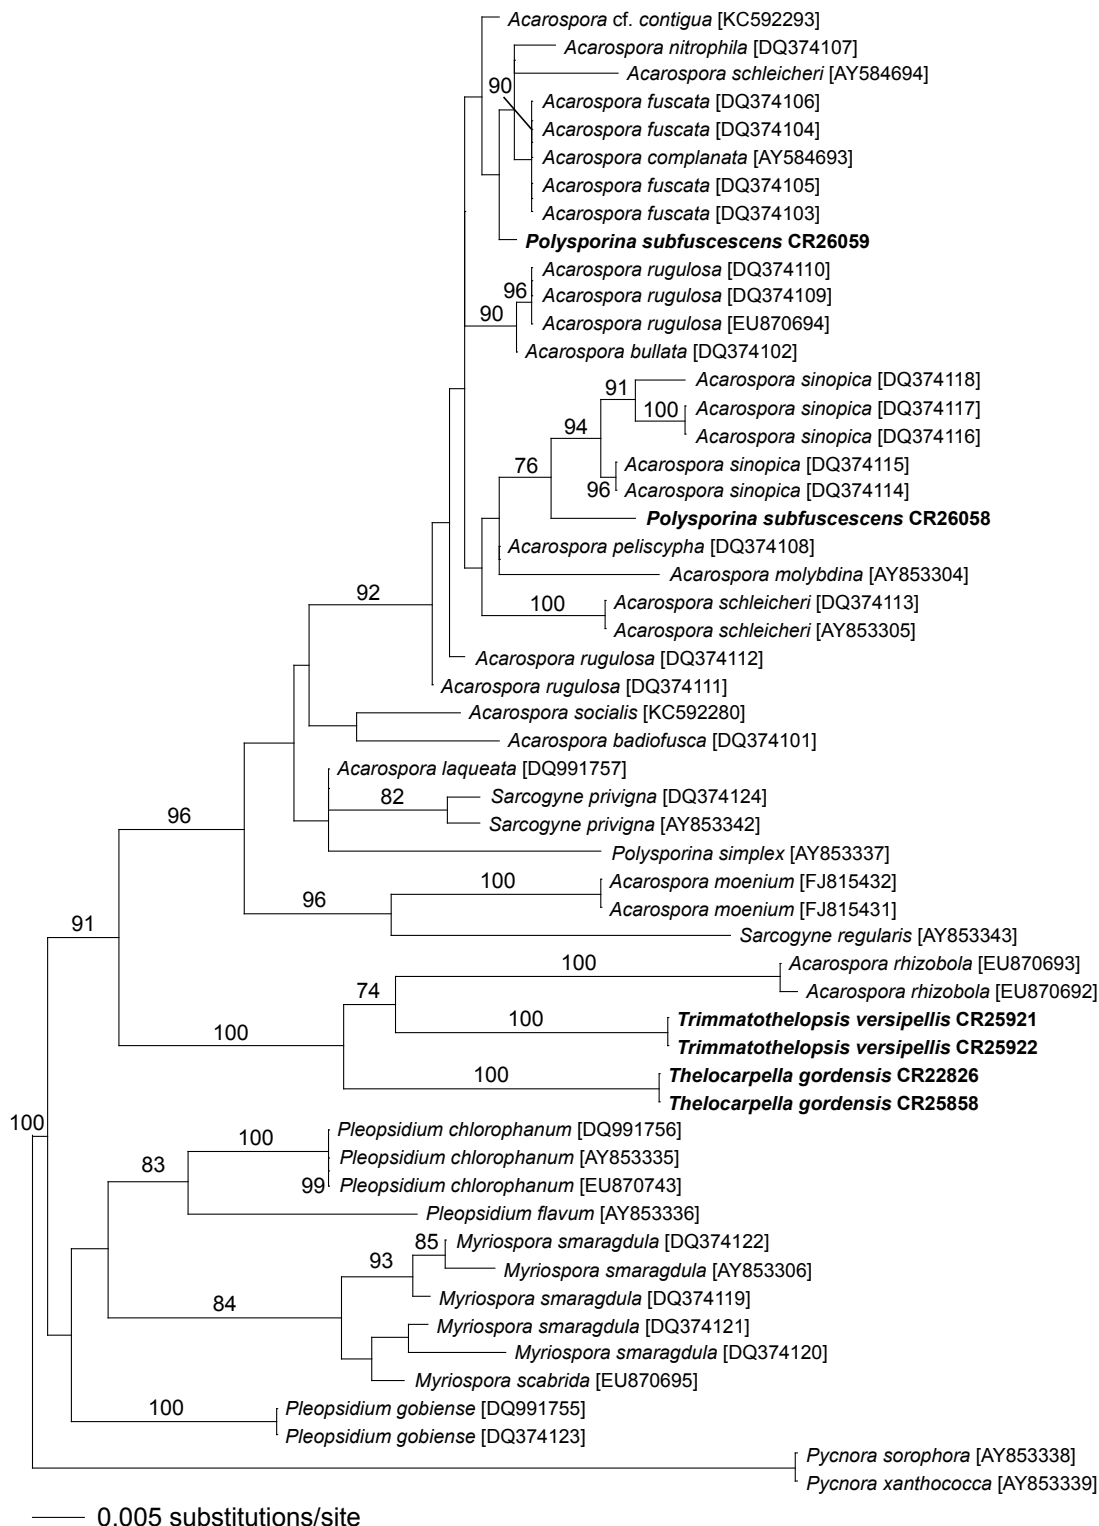 Acarospora cf. contigua [KC592293]
Acarospora nitrophila [DQ374107]
Acarospora schleicheri [AY584694]
90
Acarospora fuscata [DQ374106]
Acarospora fuscata [DQ374104]
Acarospora complanata [AY584693]
Acarospora fuscata [DQ374105]
Acarospora fuscata [DQ374103]
Polysporina subfuscescens CR26059
Acarospora rugulosa [DQ374110]
96
Acarospora rugulosa [DQ374109]
90
Acarospora rugulosa [EU870694]
Acarospora bullata [DQ374102]
Acarospora sinopica [DQ374118]
91
100
Acarospora sinopica [DQ374117]
94
Acarospora sinopica [DQ374116]
76
Acarospora sinopica [DQ374115]
96
Acarospora sinopica [DQ374114]
Polysporina subfuscescens CR26058
Acarospora peliscypha [DQ374108]
Acarospora molybdina [AY853304]
92
100
Acarospora schleicheri [DQ374113]
Acarospora schleicheri [AY853305]
Acarospora rugulosa [DQ374112]
Acarospora rugulosa [DQ374111]
Acarospora socialis [KC592280]
Acarospora badiofusca [DQ374101]
Acarospora laqueata [DQ991757]
82
Sarcogyne privigna [DQ374124]
96
Sarcogyne privigna [AY853342]
Polysporina simplex [AY853337]
100
Acarospora moenium [FJ815432]
96
Acarospora moenium [FJ815431]
91
Sarcogyne regularis [AY853343]
100
Acarospora rhizobola [EU870693]
74
Acarospora rhizobola [EU870692]
100
100
Trimmatothelopsis versipellis CR25921
Trimmatothelopsis versipellis CR25922
100
Thelocarpella gordensis CR22826
Thelocarpella gordensis CR25858
100
100
Pleopsidium chlorophanum [DQ991756]
83
Pleopsidium chlorophanum [AY853335]
99
Pleopsidium chlorophanum [EU870743]
Pleopsidium flavum [AY853336]
85
Myriospora smaragdula [DQ374122]
93
Myriospora smaragdula [AY853306]
84
Myriospora smaragdula [DQ374119]
Myriospora smaragdula [DQ374121]
Myriospora smaragdula [DQ374120]
Myriospora scabrida [EU870695]
100
Pleopsidium gobiense [DQ991755]
Pleopsidium gobiense [DQ374123]
Pycnora sorophora [AY853338]
Pycnora xanthococca [AY853339]
0.005 substitutions/site